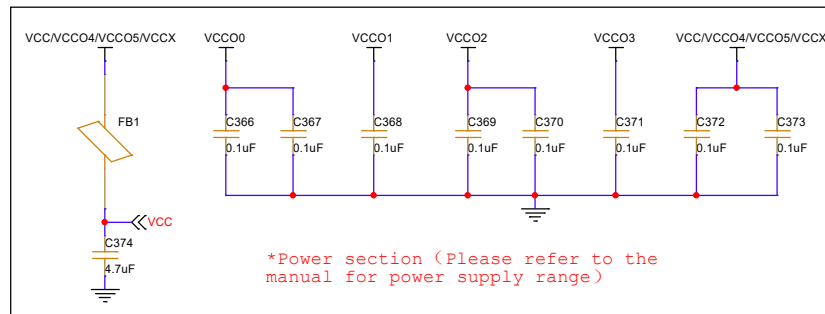 VCC/VCCO4/VCCO5/VCCX
VCCO0
VCCO1
VCCO2
VCCO3
VCC/VCCO4/VCCO5/VCCX
FB1
C366
C367
C368
C369
C370
C371
C372
C373
0.1uF
0.1uF
0.1uF
0.1uF
0.1uF
0.1uF
0.1uF
0.1uF
VCC
C374
4.7uF
*Power section（Please refer to the
manual for power supply range）